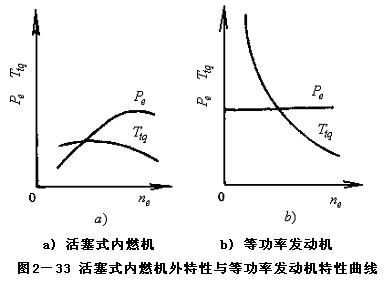 Pe Ttq
Pe
Ttq
0
ne
a)
Pe Ttq
Pe
Ttq
0
ne
b)
a) 活塞式内燃机
b) 等功率发动机
图2-33 活塞式内燃机外特性与等功率发动机特性曲线